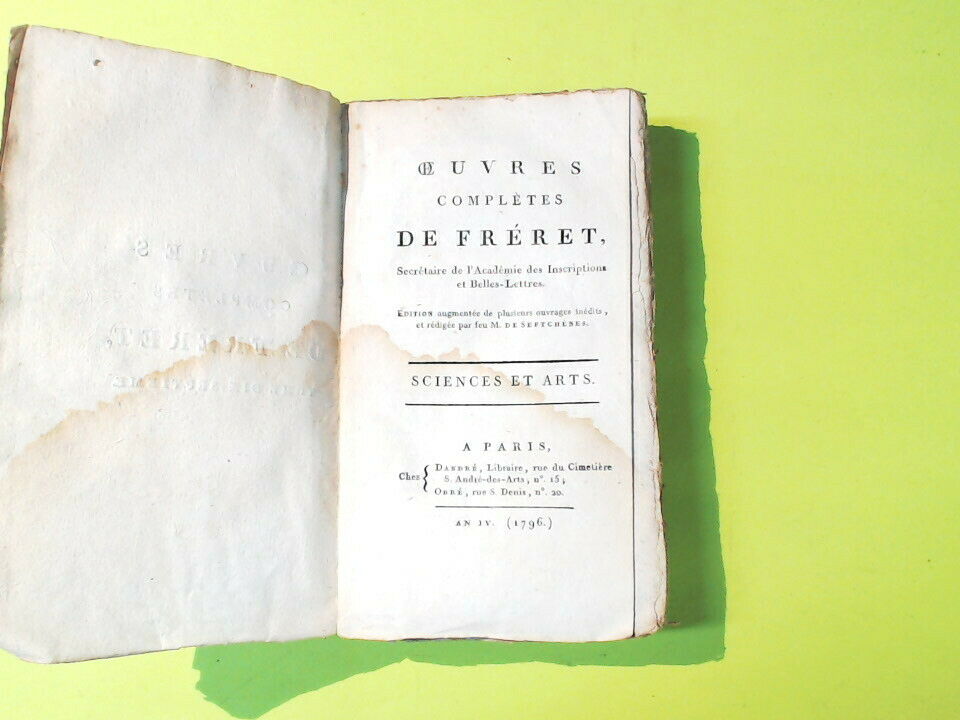 ŒUVRES
COMPLÈTES
DE FRÉRET,
Secrétaire de l'Académie des Inscriptions
et Belles-Lettres.
ÉDITION augmentée de plusieurs ouvrages inédits,
et rédigée par feu M. DE SEPTCHENES.
SCIENCES ET ARTS.
A PARIS,
Chez { DANDRÉ, Libraire, rue du Cimetière
S. André-des-Arts, n°. 15;
OBRÉ, rue S. Denis, n°. 20.
AN IV. (1796.)